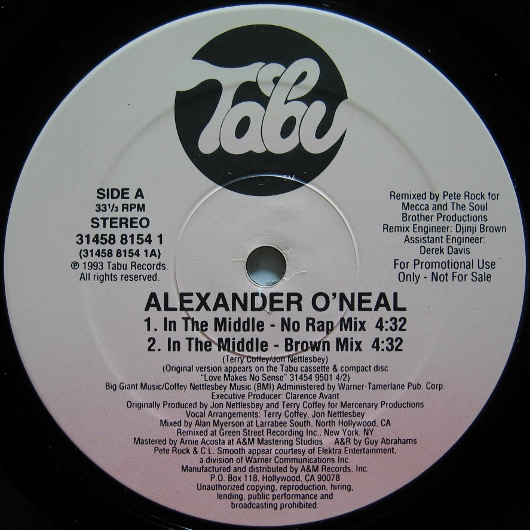 Tabu
TM
SIDE A
33⅓ RPM
STEREO
31458 8154 1
(31458 8154 1A)
℗ 1993 Tabu Records.
All rights reserved.
Remixed by Pete Rock for
Mecca and The Soul
Brother Productions
Remix Engineer: Djinji Brown
Assistant Engineer:
Derek Davis
For Promotional Use
Only - Not For Sale
ALEXANDER O'NEAL
1. In The Middle - No Rap Mix 4:32
2. In The Middle - Brown Mix 4:32
(Terry Coffey/Jon Nettlesbey)
(Original version appears on the Tabu cassette & compact disc
"Love Makes No Sense" 31454 9501 4/2)
Big Giant Music/Coffey Nettlesbey Music (BMI) Administered by Warner-Tamerlane Pub. Corp.
Executive Producer: Clarence Avant
Originally Produced by Jon Nettlesbey and Terry Coffey for Mercenary Productions
Vocal Arrangements: Terry Coffey, Jon Nettlesbey
Mixed by Alan Myerson at Larrabee South, North Hollywood, CA
Remixed at Green Street Recording Inc., New York, NY
Mastered by Arnie Acosta at A&M Mastering Studios A&R by Guy Abrahams
Pete Rock & C.L. Smooth appear courtesy of Elektra Entertainment,
a division of Warner Communications Inc.
Manufactured and distributed by A&M Records, Inc.
P.O. Box 118, Hollywood, CA 90078
Unauthorized copying, reproduction, hiring,
lending, public performance and
broadcasting prohibited.